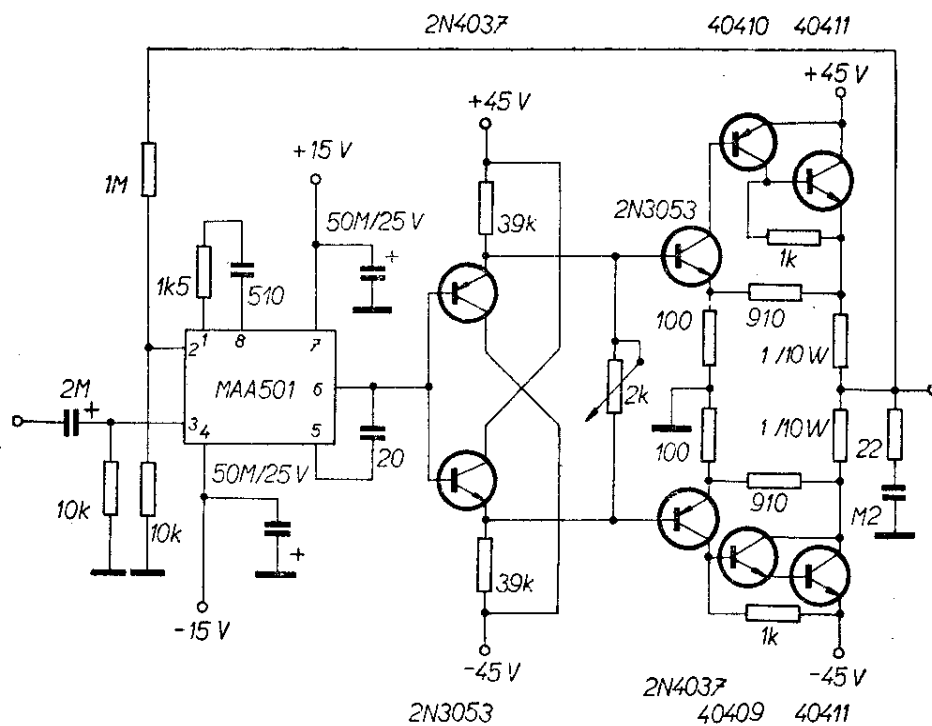 2N4037
40410 40411
+45 V
+45 V
+15 V
1M
39k
2N3053
50M/25 V
+
1k
1k5
510
100
910
1 8 7
2
1/10 W
MAA501 6
2k
2M
+
3
4 5
100
1/10 W
22
20
50M/25 V
910
M2
10k
10k
+
39k
-15 V
1k
-45 V
-45 V
2N3053
2N4037
40409 40411